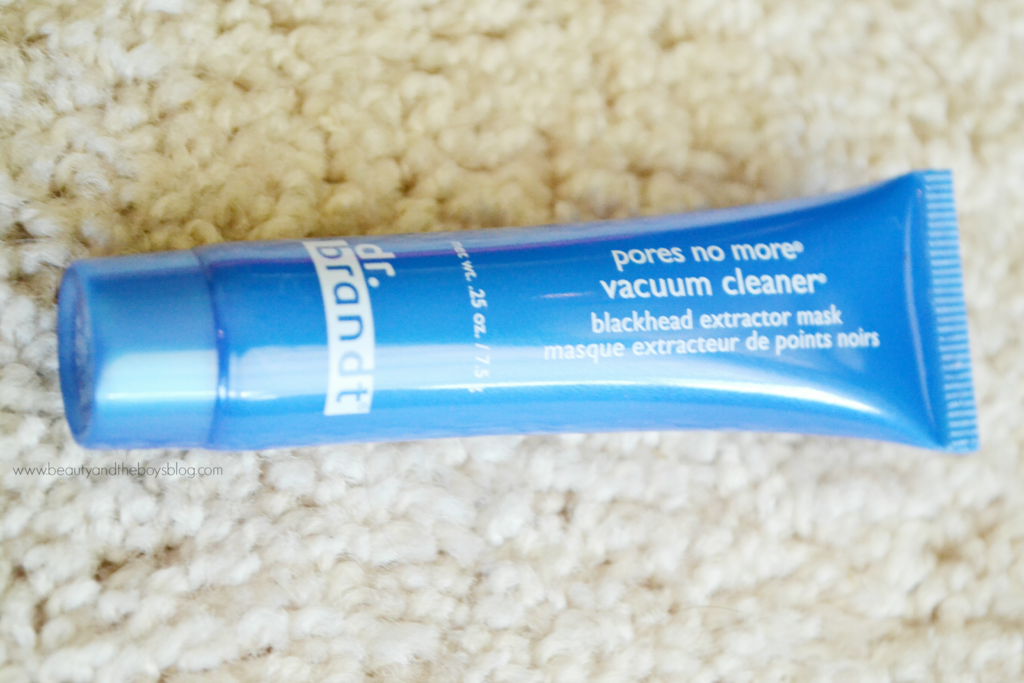 pores no more®
vacuum cleaner®
blackhead extractor mask
masque extracteur de points noirs
dr.
brandt®
net wt. .25 oz. / 7.5 g
www.beautyandtheboysblog.com